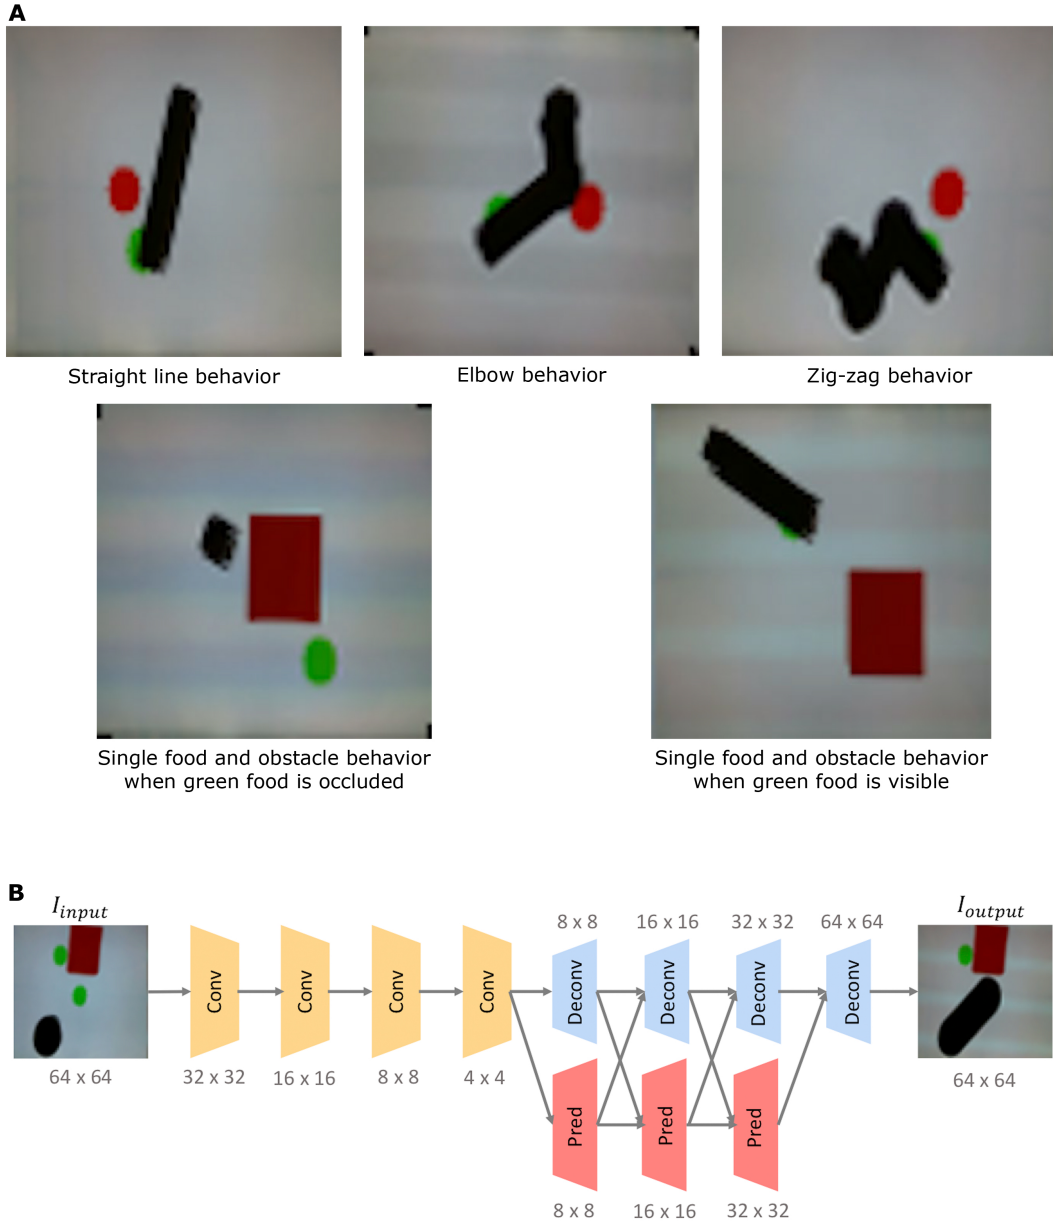 A
Straight line behavior
Elbow behavior
Zig-zag behavior
Single food and obstacle behavior
when green food is occluded
Single food and obstacle behavior
when green food is visible
B
I_input
64 x 64
Conv
32 x 32
Conv
16 x 16
Conv
8 x 8
Conv
4 x 4
8 x 8
Deconv
16 x 16
Deconv
32 x 32
Deconv
64 x 64
Deconv
Pred
8 x 8
Pred
16 x 16
Pred
32 x 32
I_output
64 x 64